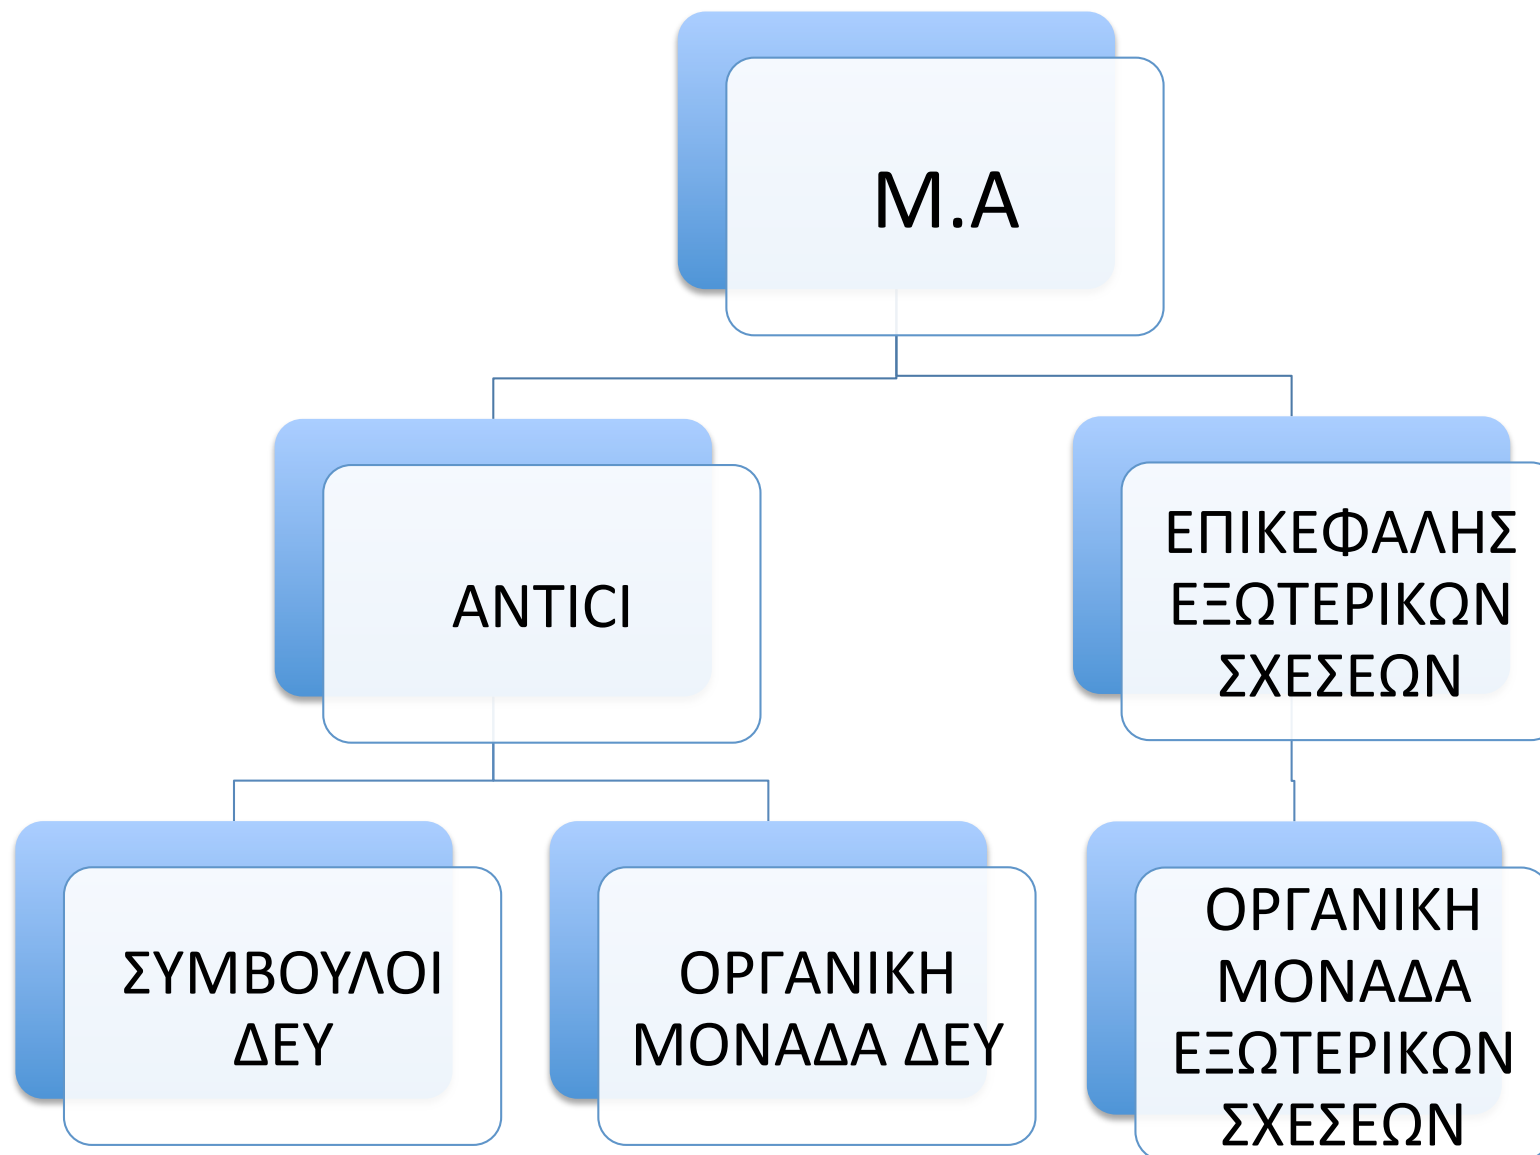 Μ.Α
ANTICI
ΕΠΙΚΕΦΑΛΗΣ
ΕΞΩΤΕΡΙΚΩΝ
ΣΧΕΣΕΩΝ
ΣΥΜΒΟΥΛΟΙ
ΔΕΥ
ΟΡΓΑΝΙΚΗ
ΜΟΝΑΔΑ ΔΕΥ
ΟΡΓΑΝΙΚΗ
ΜΟΝΑΔΑ
ΕΞΩΤΕΡΙΚΩΝ
ΣΧΕΣΕΩΝ